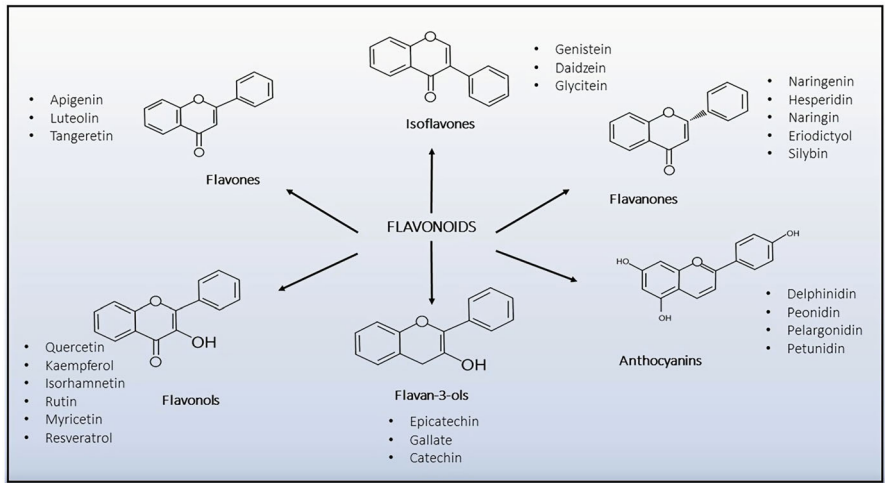 O
O
Isoflavones
• Genistein
• Daidzein
• Glycitein
• Apigenin
• Luteolin
• Tangeretin
O
O
Flavones
O
O
Flavanones
• Naringenin
• Hesperidin
• Naringin
• Eriodictyol
• Silybin
FLAVONOIDS
O
OH
O
Flavonols
• Quercetin
• Kaempferol
• Isorhamnetin
• Rutin
• Myricetin
• Resveratrol
O
OH
Flavan-3-ols
• Epicatechin
• Gallate
• Catechin
OH
HO
O
OH
Anthocyanins
• Delphinidin
• Peonidin
• Pelargonidin
• Petunidin